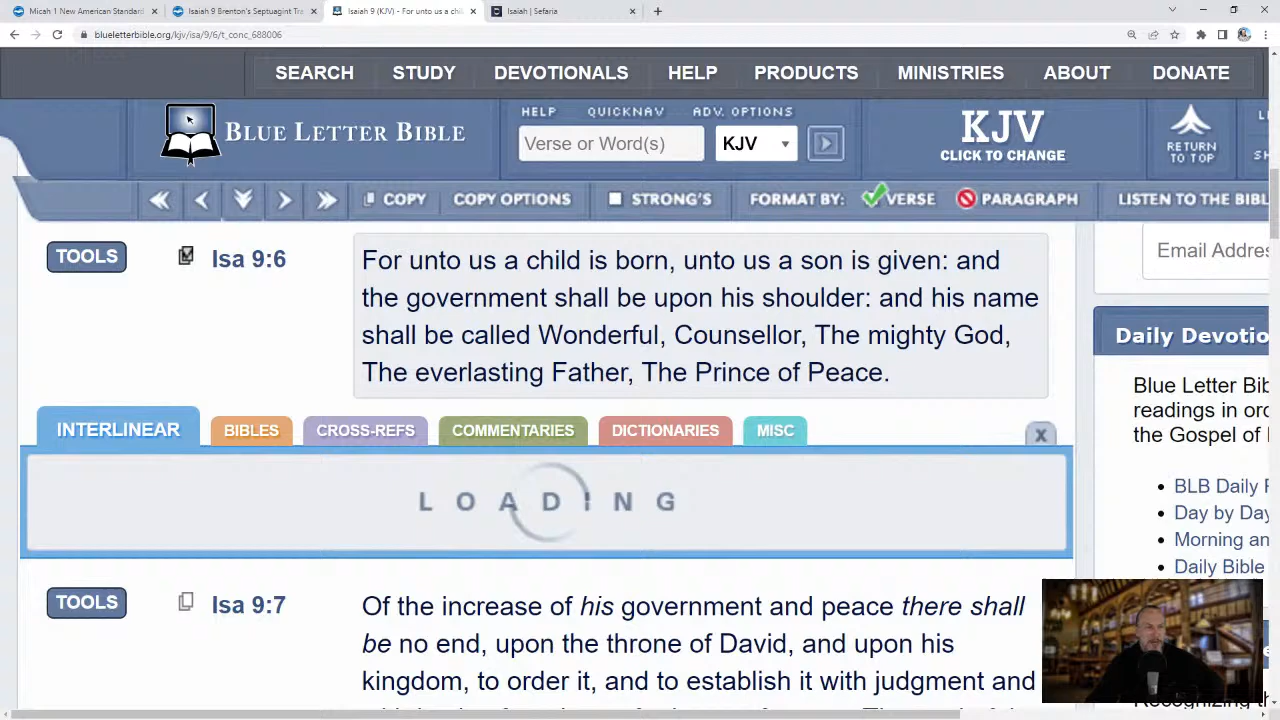 Micah 1 New American Standard
Isaiah 9 Brenton's Septuagint Tra
Isaiah 9 (KJV) - For unto us a chi
Isaiah | Sefaria
blueletterbible.org/kjv/isa/9/6/t_conc_688006
SEARCH STUDY DEVOTIONALS HELP PRODUCTS MINISTRIES ABOUT DONATE
HELP QUICKNAV ADV. OPTIONS
BLUE LETTER BIBLE
Verse or Word(s)
KJV
KJV
CLICK TO CHANGE
RETURN
TO TOP
COPY COPY OPTIONS STRONG'S FORMAT BY: VERSE PARAGRAPH LISTEN TO THE BIBL
TOOLS
Isa 9:6
For unto us a child is born, unto us a son is given: and
the government shall be upon his shoulder: and his name
shall be called Wonderful, Counsellor, The mighty God,
The everlasting Father, The Prince of Peace.
Email Addres
Daily Devotio
Blue Letter Bib
readings in ord
the Gospel of
BLB Daily
Day by Day
Morning an
Daily Bible
INTERLINEAR BIBLES CROSS-REFS COMMENTARIES DICTIONARIES MISC
X
LOADING
TOOLS
Isa 9:7
Of the increase of his government and peace there shall
be no end, upon the throne of David, and upon his
kingdom, to order it, and to establish it with judgment and
Recognizing th